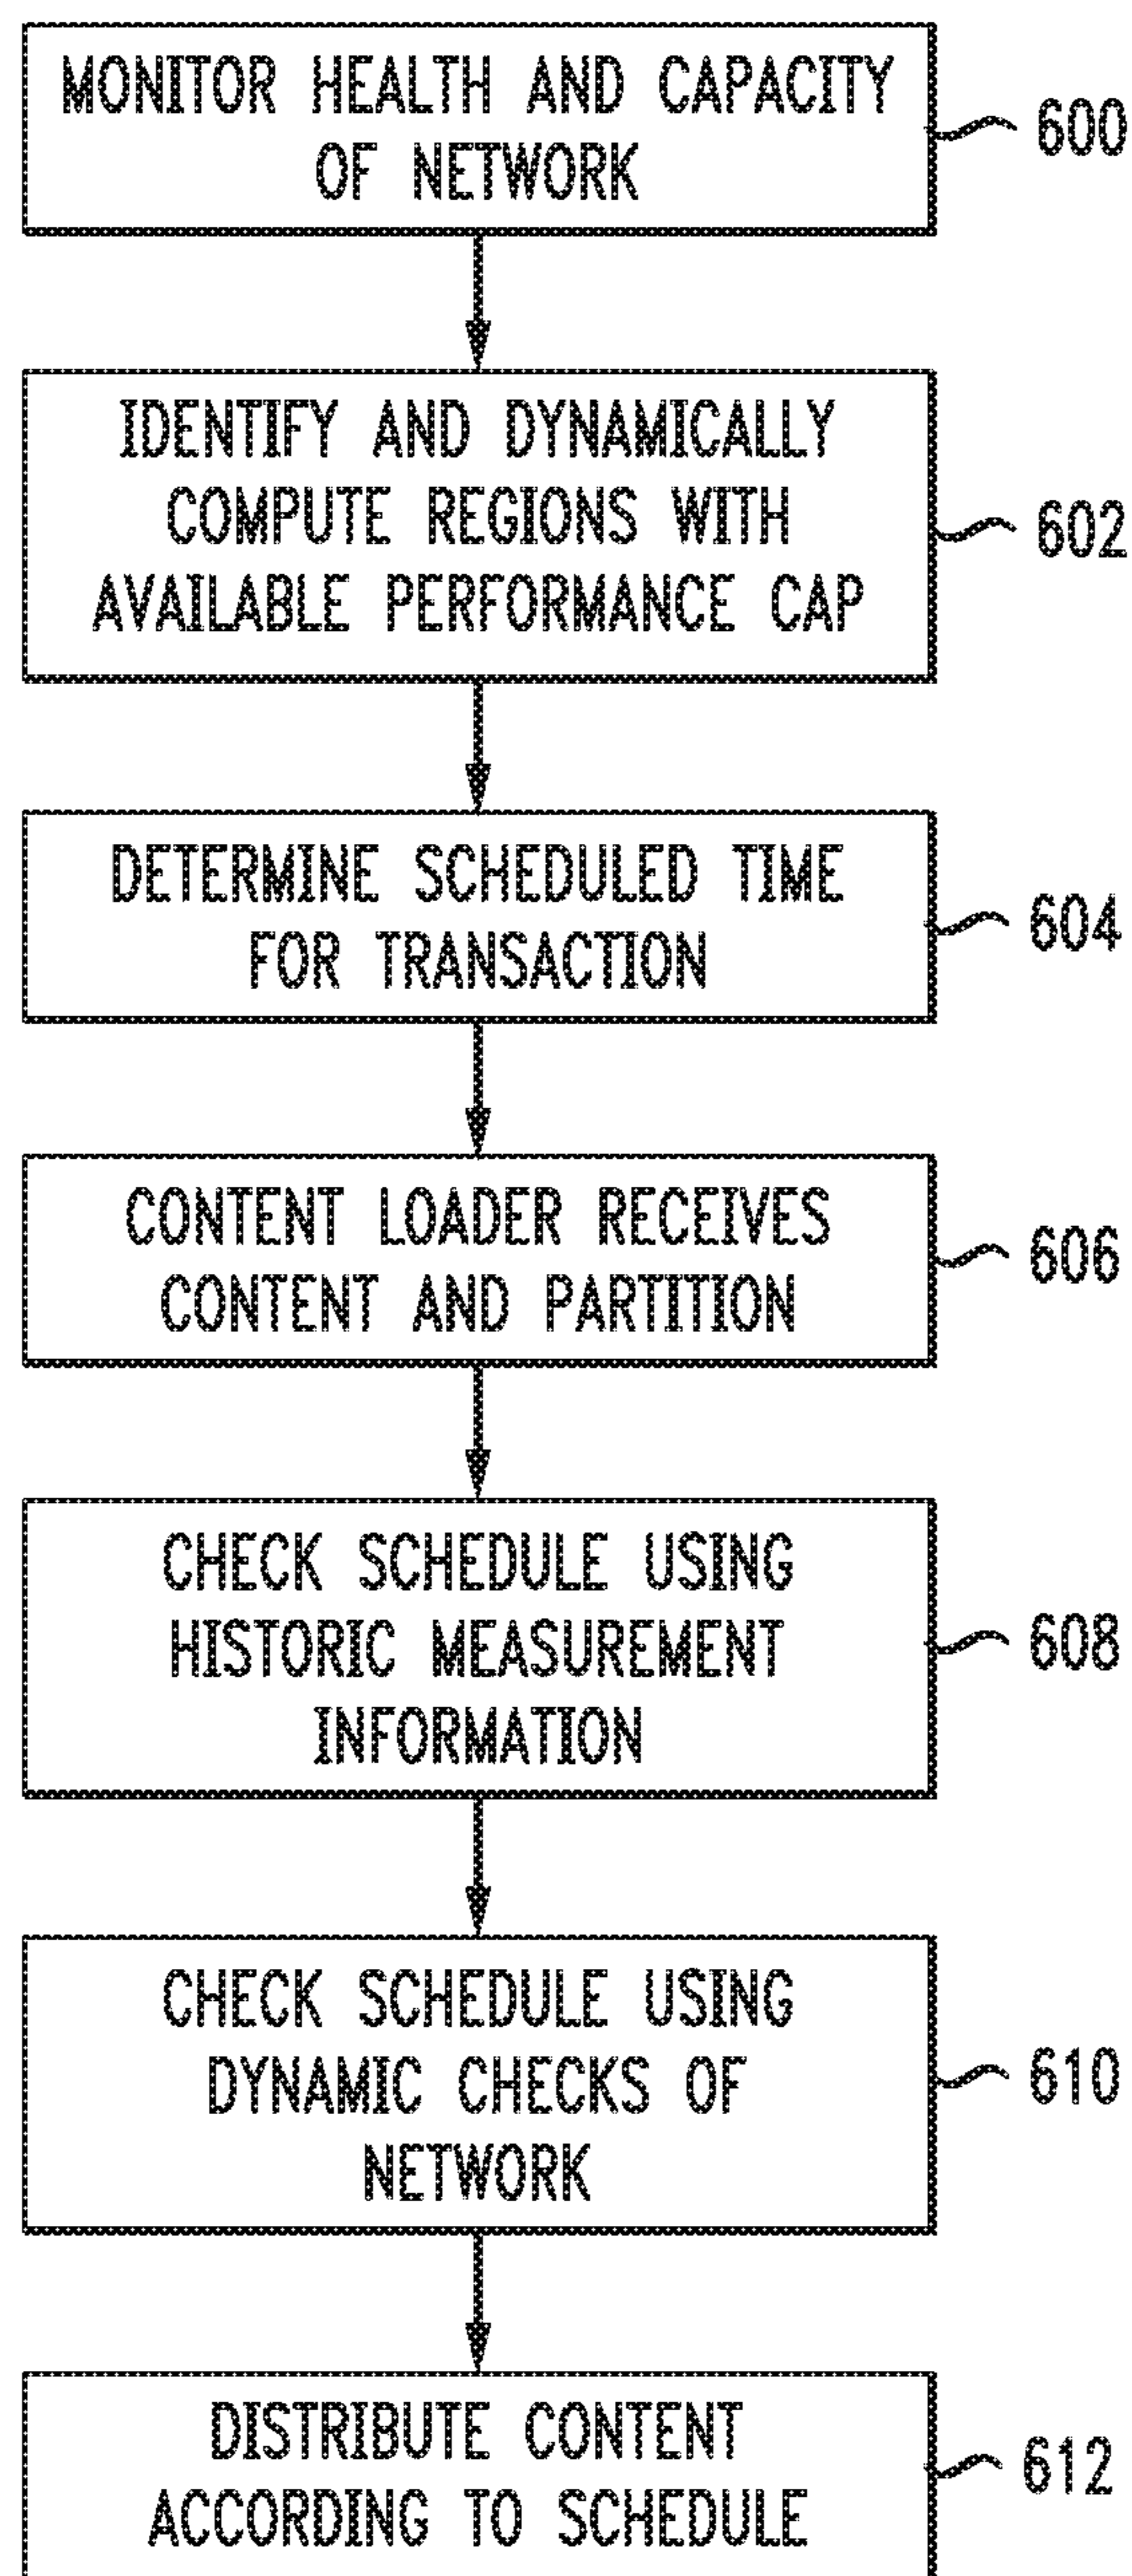 MONITOR HEALTH AND CAPACITY
OF NETWORK
600
IDENTIFY AND DYNAMICALLY
COMPUTE REGIONS WITH
AVAILABLE PERFORMANCE CAP
602
DETERMINE SCHEDULED TIME
FOR TRANSACTION
604
CONTENT LOADER RECEIVES
CONTENT AND PARTITION
606
CHECK SCHEDULE USING
HISTORIC MEASUREMENT
INFORMATION
608
CHECK SCHEDULE USING
DYNAMIC CHECKS OF
NETWORK
610
DISTRIBUTE CONTENT
ACCORDING TO SCHEDULE
612